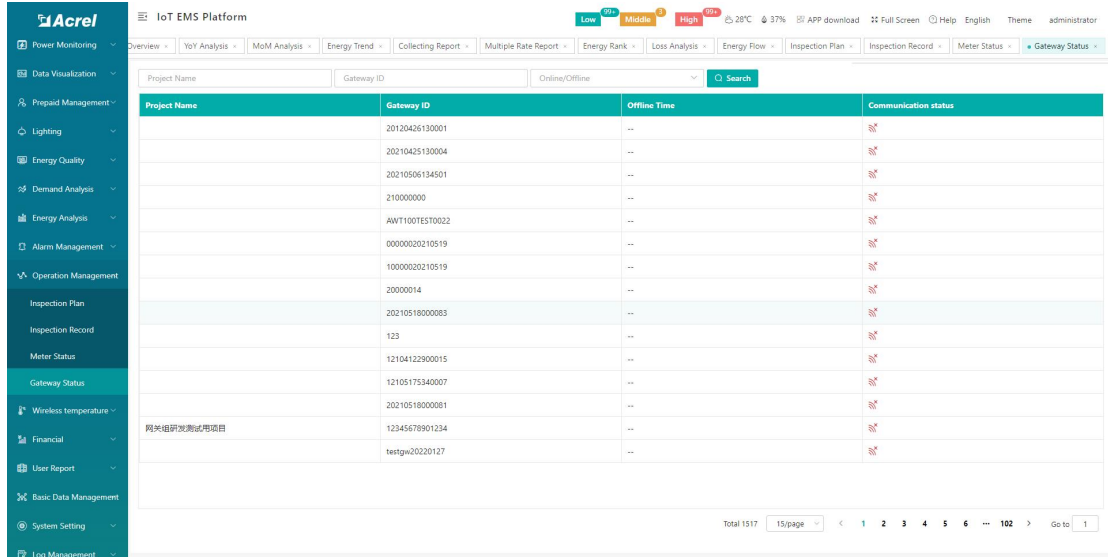 Acrel
IoT EMS Platform
Low 99+ Middle 3 High 99+ 28°C 37% APP download Full Screen Help English Theme administrator
Overview × YoY Analysis × MoM Analysis × Energy Trend × Collecting Report × Multiple Rate Report × Energy Rank × Loss Analysis × Energy Flow × Inspection Plan × Inspection Record × Meter Status × Gateway Status ×
Power Monitoring
Data Visualization
Prepaid Management
Lighting
Energy Quality
Demand Analysis
Energy Analysis
Alarm Management
Operation Management
Inspection Plan
Inspection Record
Meter Status
Gateway Status
Wireless temperature
Financial
User Report
Basic Data Management
System Setting
Log Management
Project Name Gateway ID Online/Offline Search
Project Name Gateway ID Offline Time Communication status
20120426130001 --
20210425130004 --
20210506134501 --
210000000 --
AWT100TEST0022 --
00000020210519 --
10000020210519 --
20000014 --
20210518000083 --
123 --
12104122900015 --
12105175340007 --
20210518000081 --
网关组研发测试用项目 12345678901234 --
testgw20220127 --
Total 1517 15/page < 1 2 3 4 5 6 ••• 102 > Go to 1